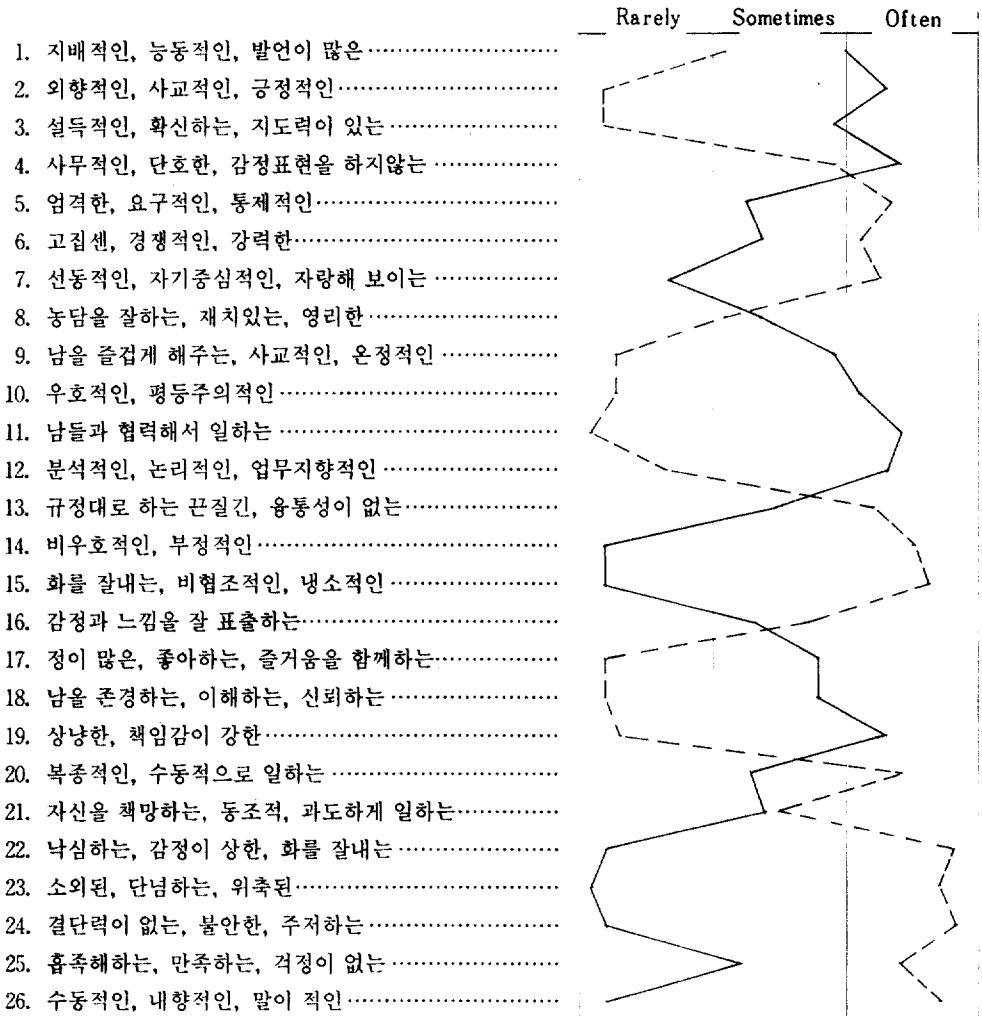 Rarely Sometimes Often
1. 지배적인, 능동적인, 발언이 많은
2. 외향적인, 사교적인, 긍정적인
3. 설득적인, 확신하는, 지도력이 있는
4. 사무적인, 단호한, 감정표현을 하지않는
5. 엄격한, 요구적인, 통제적인
6. 고집센, 경쟁적인, 강력한
7. 선동적인, 자기중심적인, 자랑해 보이는
8. 농담을 잘하는, 재치있는, 영리한
9. 남을 즐겁게 해주는, 사교적인, 온정적인
10. 우호적인, 평등주의적인
11. 남들과 협력해서 일하는
12. 분석적인, 논리적인, 업무지향적인
13. 규정대로 하는 끈질긴, 융통성이 없는
14. 비우호적인, 부정적인
15. 화를 잘내는, 비협조적인, 냉소적인
16. 감정과 느낌을 잘 표출하는
17. 정이 많은, 좋아하는, 즐거움을 함께하는
18. 남을 존경하는, 이해하는, 신뢰하는
19. 상냥한, 책임감이 강한
20. 복종적인, 수동적으로 일하는
21. 자신을 책망하는, 동조적, 과도하게 일하는
22. 낙심하는, 감정이 상한, 화를 잘내는
23. 소외된, 단념하는, 위축된
24. 결단력이 없는, 불안한, 주저하는
25. 흡족해하는, 만족하는, 걱정이 없는
26. 수동적인, 내향적인, 말이 적인